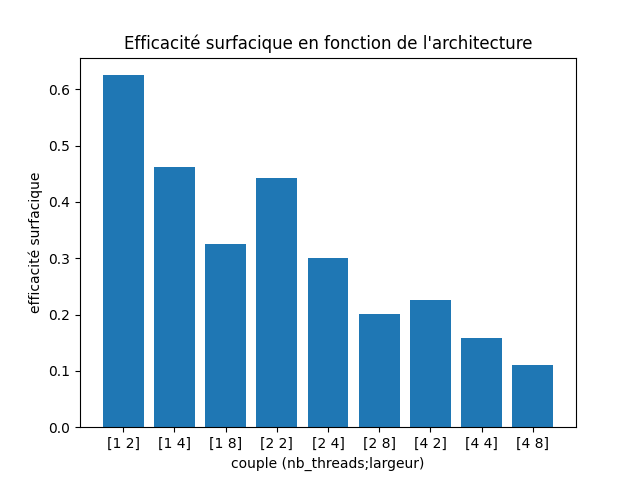 Efficacité surfacique en fonction de l'architecture
efficacité surfacique
0.6
0.5
0.4
0.3
0.2
0.1
0.0
[1 2] [1 4] [1 8] [2 2] [2 4] [2 8] [4 2] [4 4] [4 8]
couple (nb_threads;largeur)